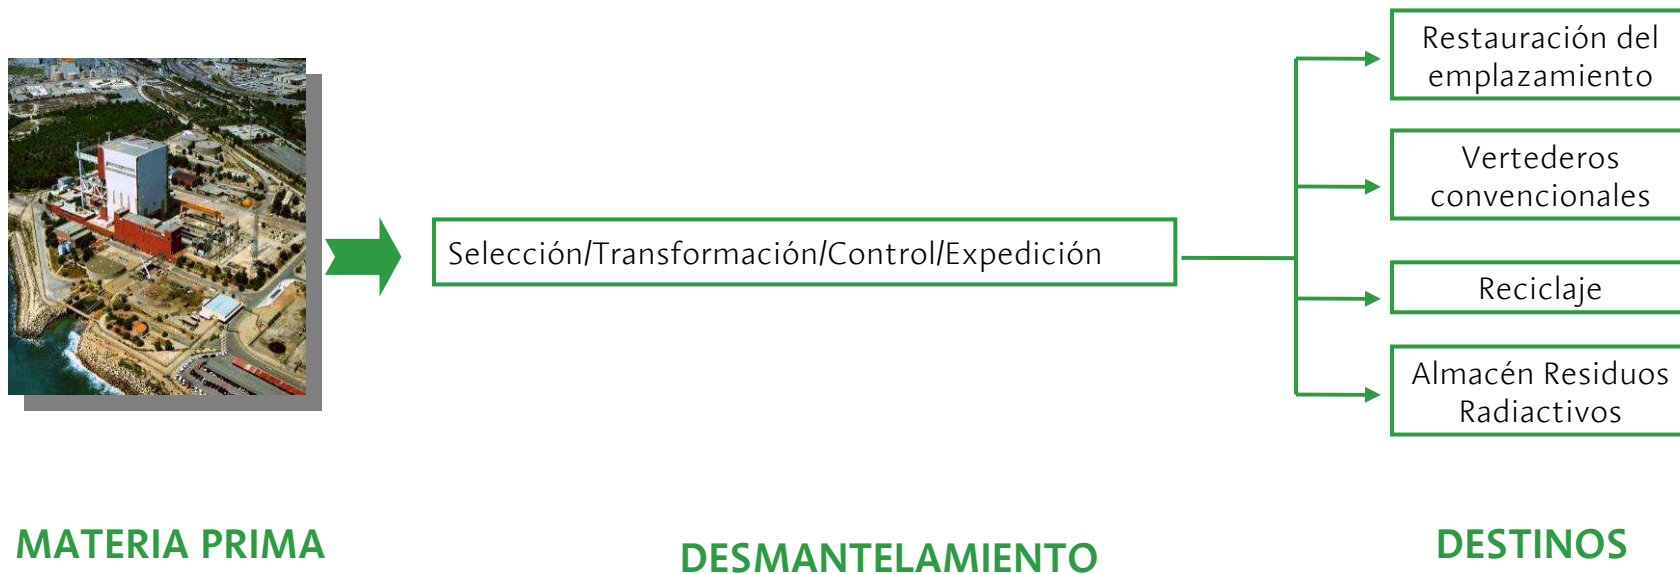 Restauración del
emplazamiento
Vertederos
convencionales
Selección/Transformación/Control/Expedición
Reciclaje
Almacén Residuos
Radiactivos
MATERIA PRIMA
DESMANTELAMIENTO
DESTINOS